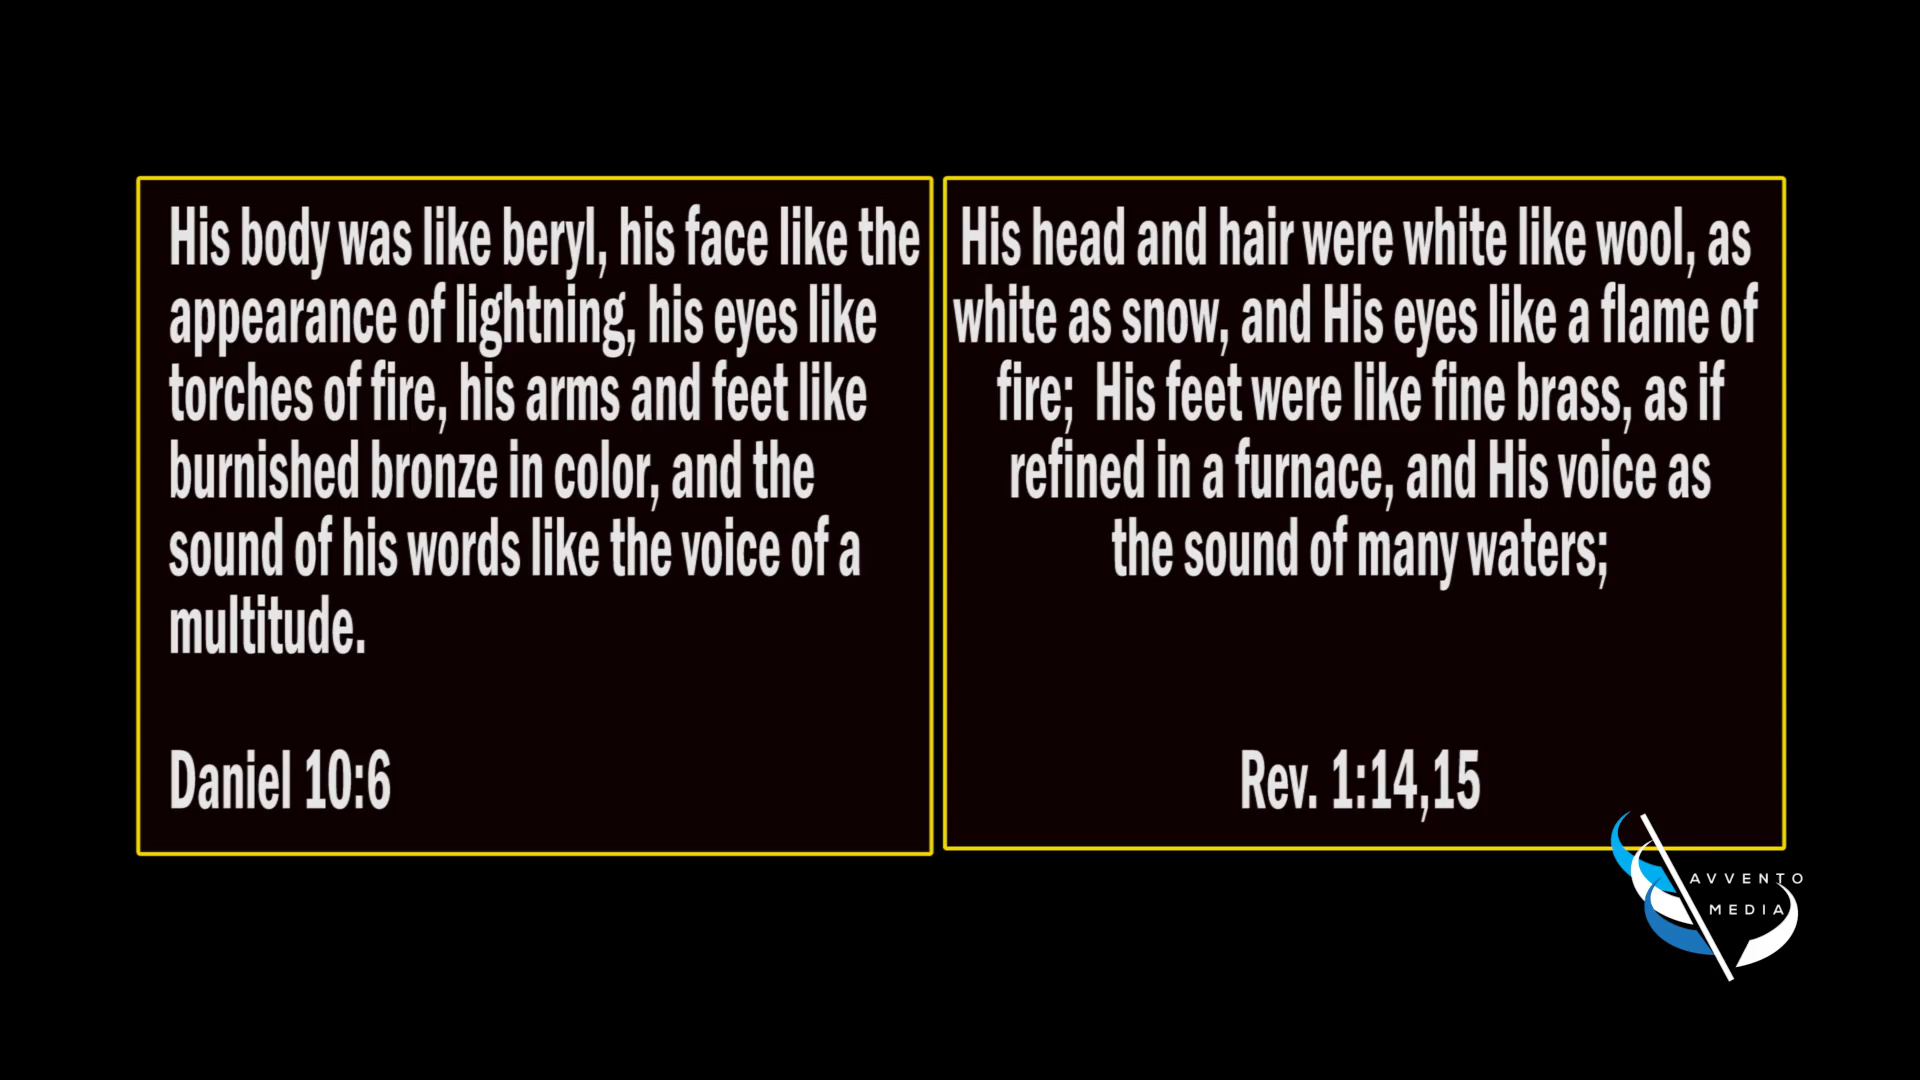 His body was like beryl, his face like the
appearance of lightning, his eyes like
torches of fire, his arms and feet like
burnished bronze in color, and the
sound of his words like the voice of a
multitude.
Daniel 10:6
His head and hair were white like wool, as
white as snow, and His eyes like a flame of
fire;  His feet were like fine brass, as if
refined in a furnace, and His voice as
the sound of many waters;
Rev. 1:14,15
AVVENTO
MEDIA